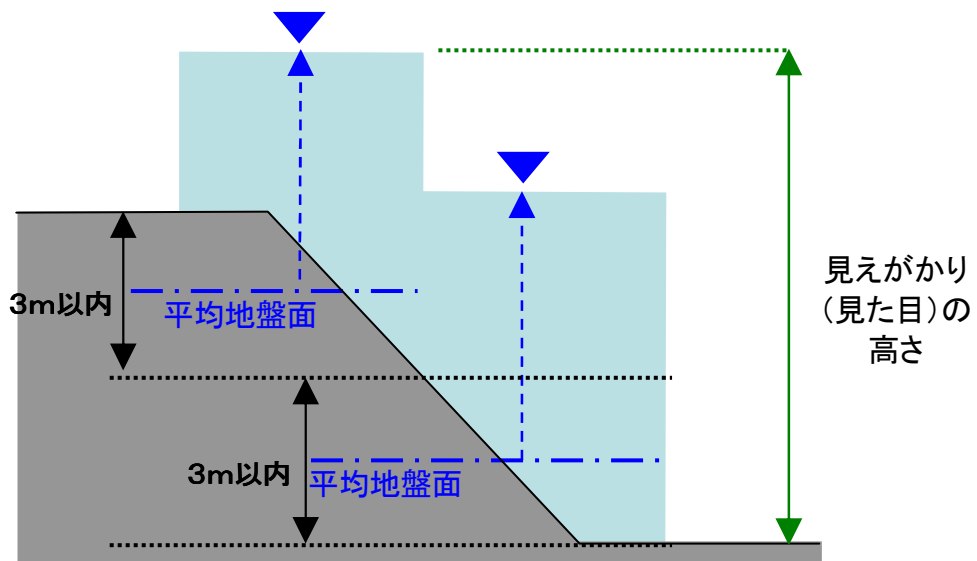 3m以内
平均地盤面
3m以内
平均地盤面
見えがかり
(見た目)の
高さ